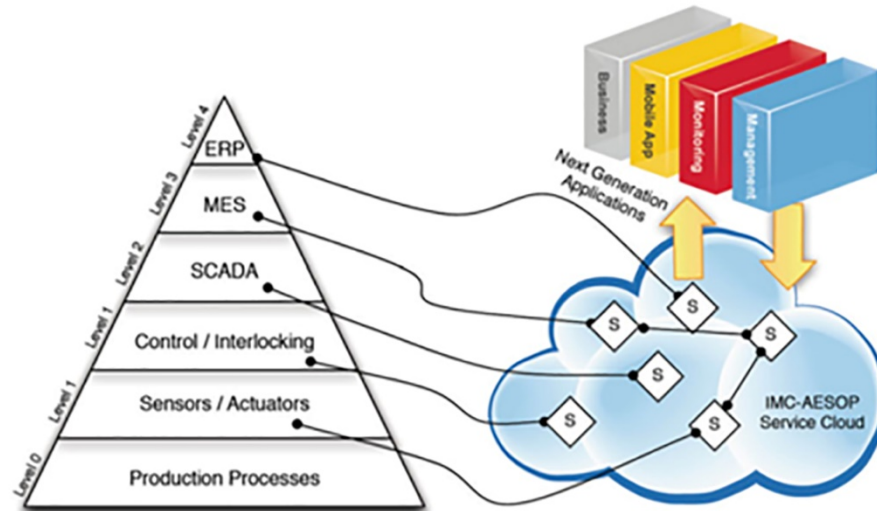 Level 4
ERP
Level 3
MES
Level 2
SCADA
Level 1
Control / Interlocking
Level 1
Sensors / Actuators
Level 0
Production Processes
Business
Mobile App
Monitoring
Management
Next Generation
Applications
S
S
S
S
S
S
IMC-AESOP
Service Cloud